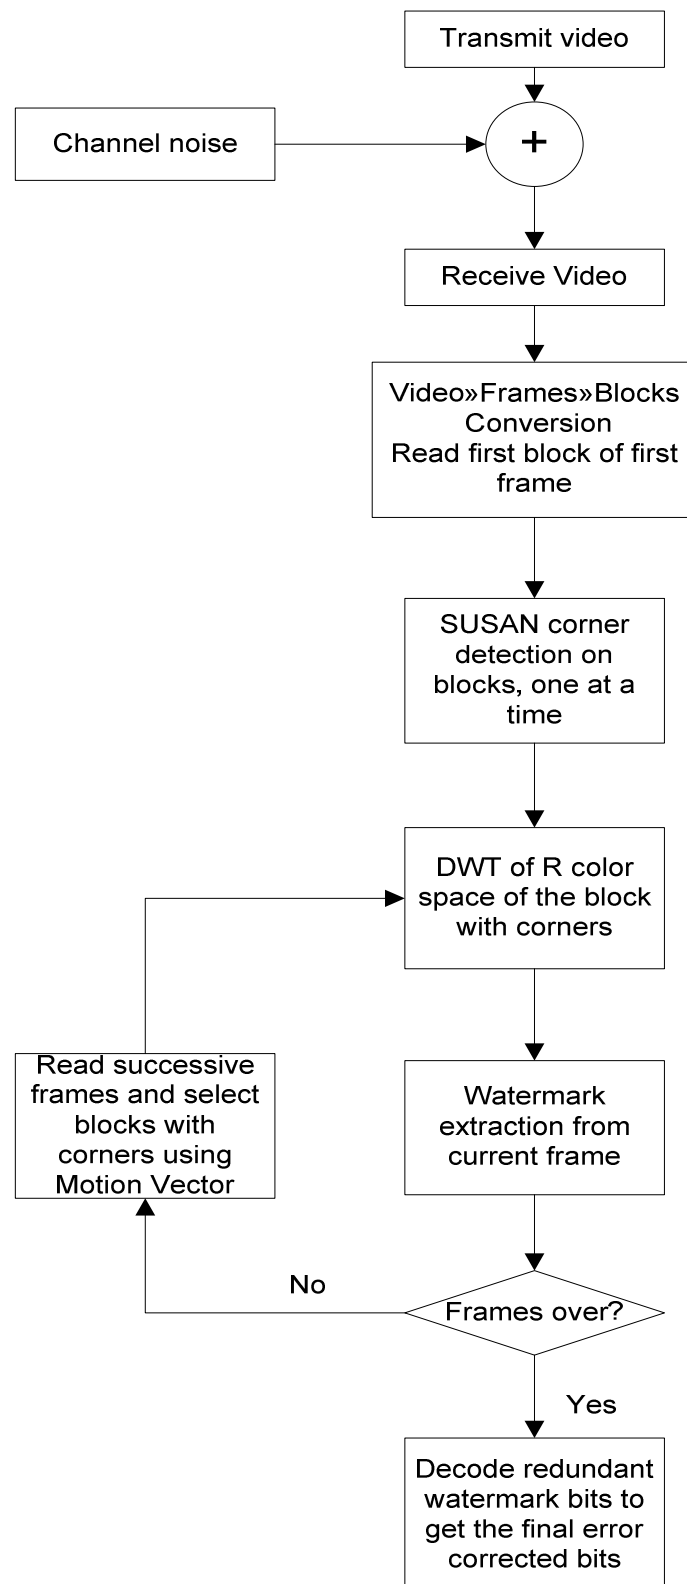 Transmit video
Channel noise
+
Receive Video
Video»Frames»Blocks
Conversion
Read first block of first
frame
SUSAN corner
detection on
blocks, one at a
time
DWT of R color
space of the block
with corners
Read successive
frames and select
blocks with
corners using
Motion Vector
Watermark
extraction from
current frame
No
Frames over?
Yes
Decode redundant
watermark bits to
get the final error
corrected bits